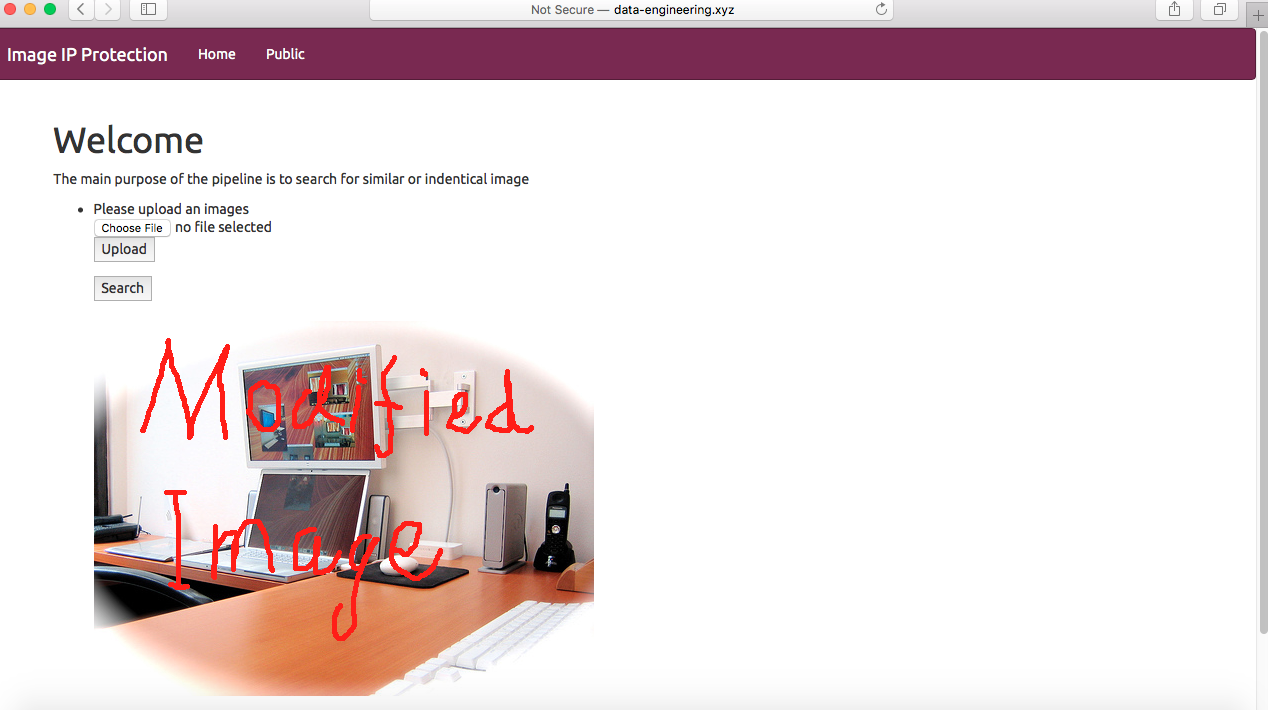 Not Secure — data-engineering.xyz
Image IP Protection Home Public
Welcome
The main purpose of the pipeline is to search for similar or indentical image
Please upload an images
Choose File no file selected
Upload
Search
Modified
Image